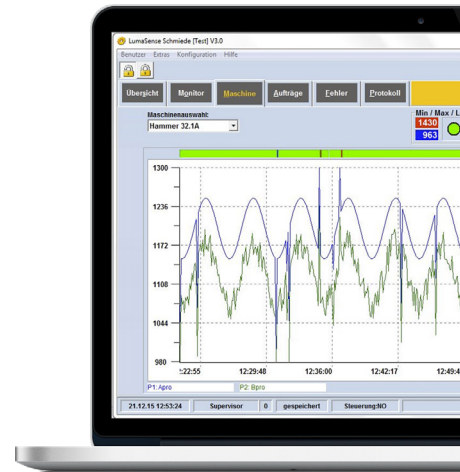 LumaSense Schmiede [Test] V3.0
Benutzer Extras Konfiguration Hilfe
Übersicht Monitor Maschine Aufträge Fehler Protokoll
Maschinenauswahl:
Hammer 32.1A
Min / Max / L
1430
963
1300
1236
1172
1108
1044
980
:22:55 12:29:48 12:36:00 12:42:17 12:49:4
P1: Apro P2: Bpro
21.12.15 12:53:24 Supervisor 0 gespeichert Steuerung:NO